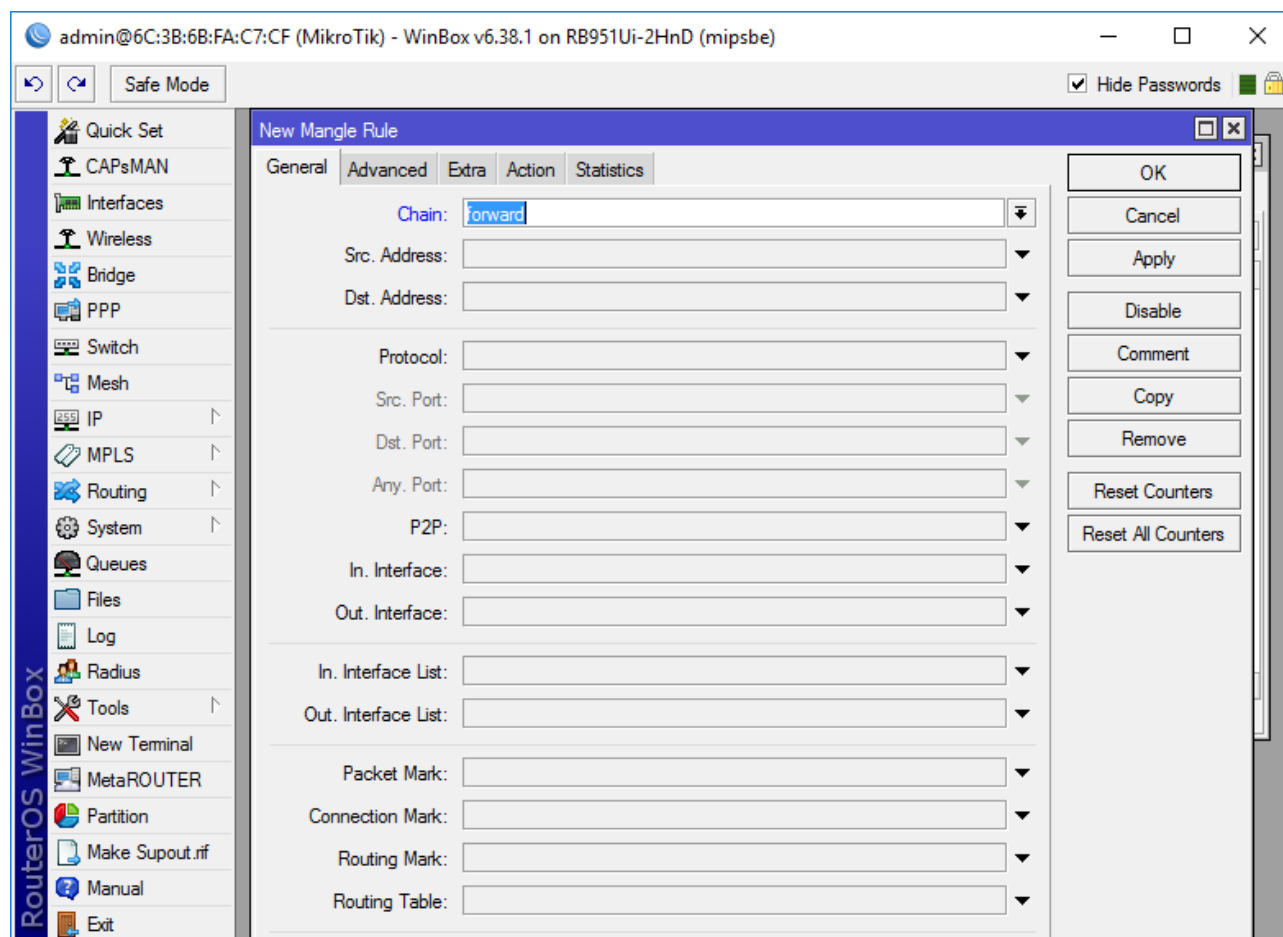 admin@6C:3B:6B:FA:C7:CF (MikroTik) - WinBox v6.38.1 on RB951Ui-2HnD (mipsbe)
Safe Mode
Hide Passwords
RouterOS WinBox
Quick Set
CAPsMAN
Interfaces
Wireless
Bridge
PPP
Switch
Mesh
255 IP
MPLS
Routing
System
Queues
Files
Log
Radius
Tools
New Terminal
MetaROUTER
Partition
Make Supout.rif
Manual
Exit
New Mangle Rule
General Advanced Extra Action Statistics
Chain: forward
Src. Address:
Dst. Address:
Protocol:
Src. Port:
Dst. Port:
Any. Port:
P2P:
In. Interface:
Out. Interface:
In. Interface List:
Out. Interface List:
Packet Mark:
Connection Mark:
Routing Mark:
Routing Table:
OK
Cancel
Apply
Disable
Comment
Copy
Remove
Reset Counters
Reset All Counters